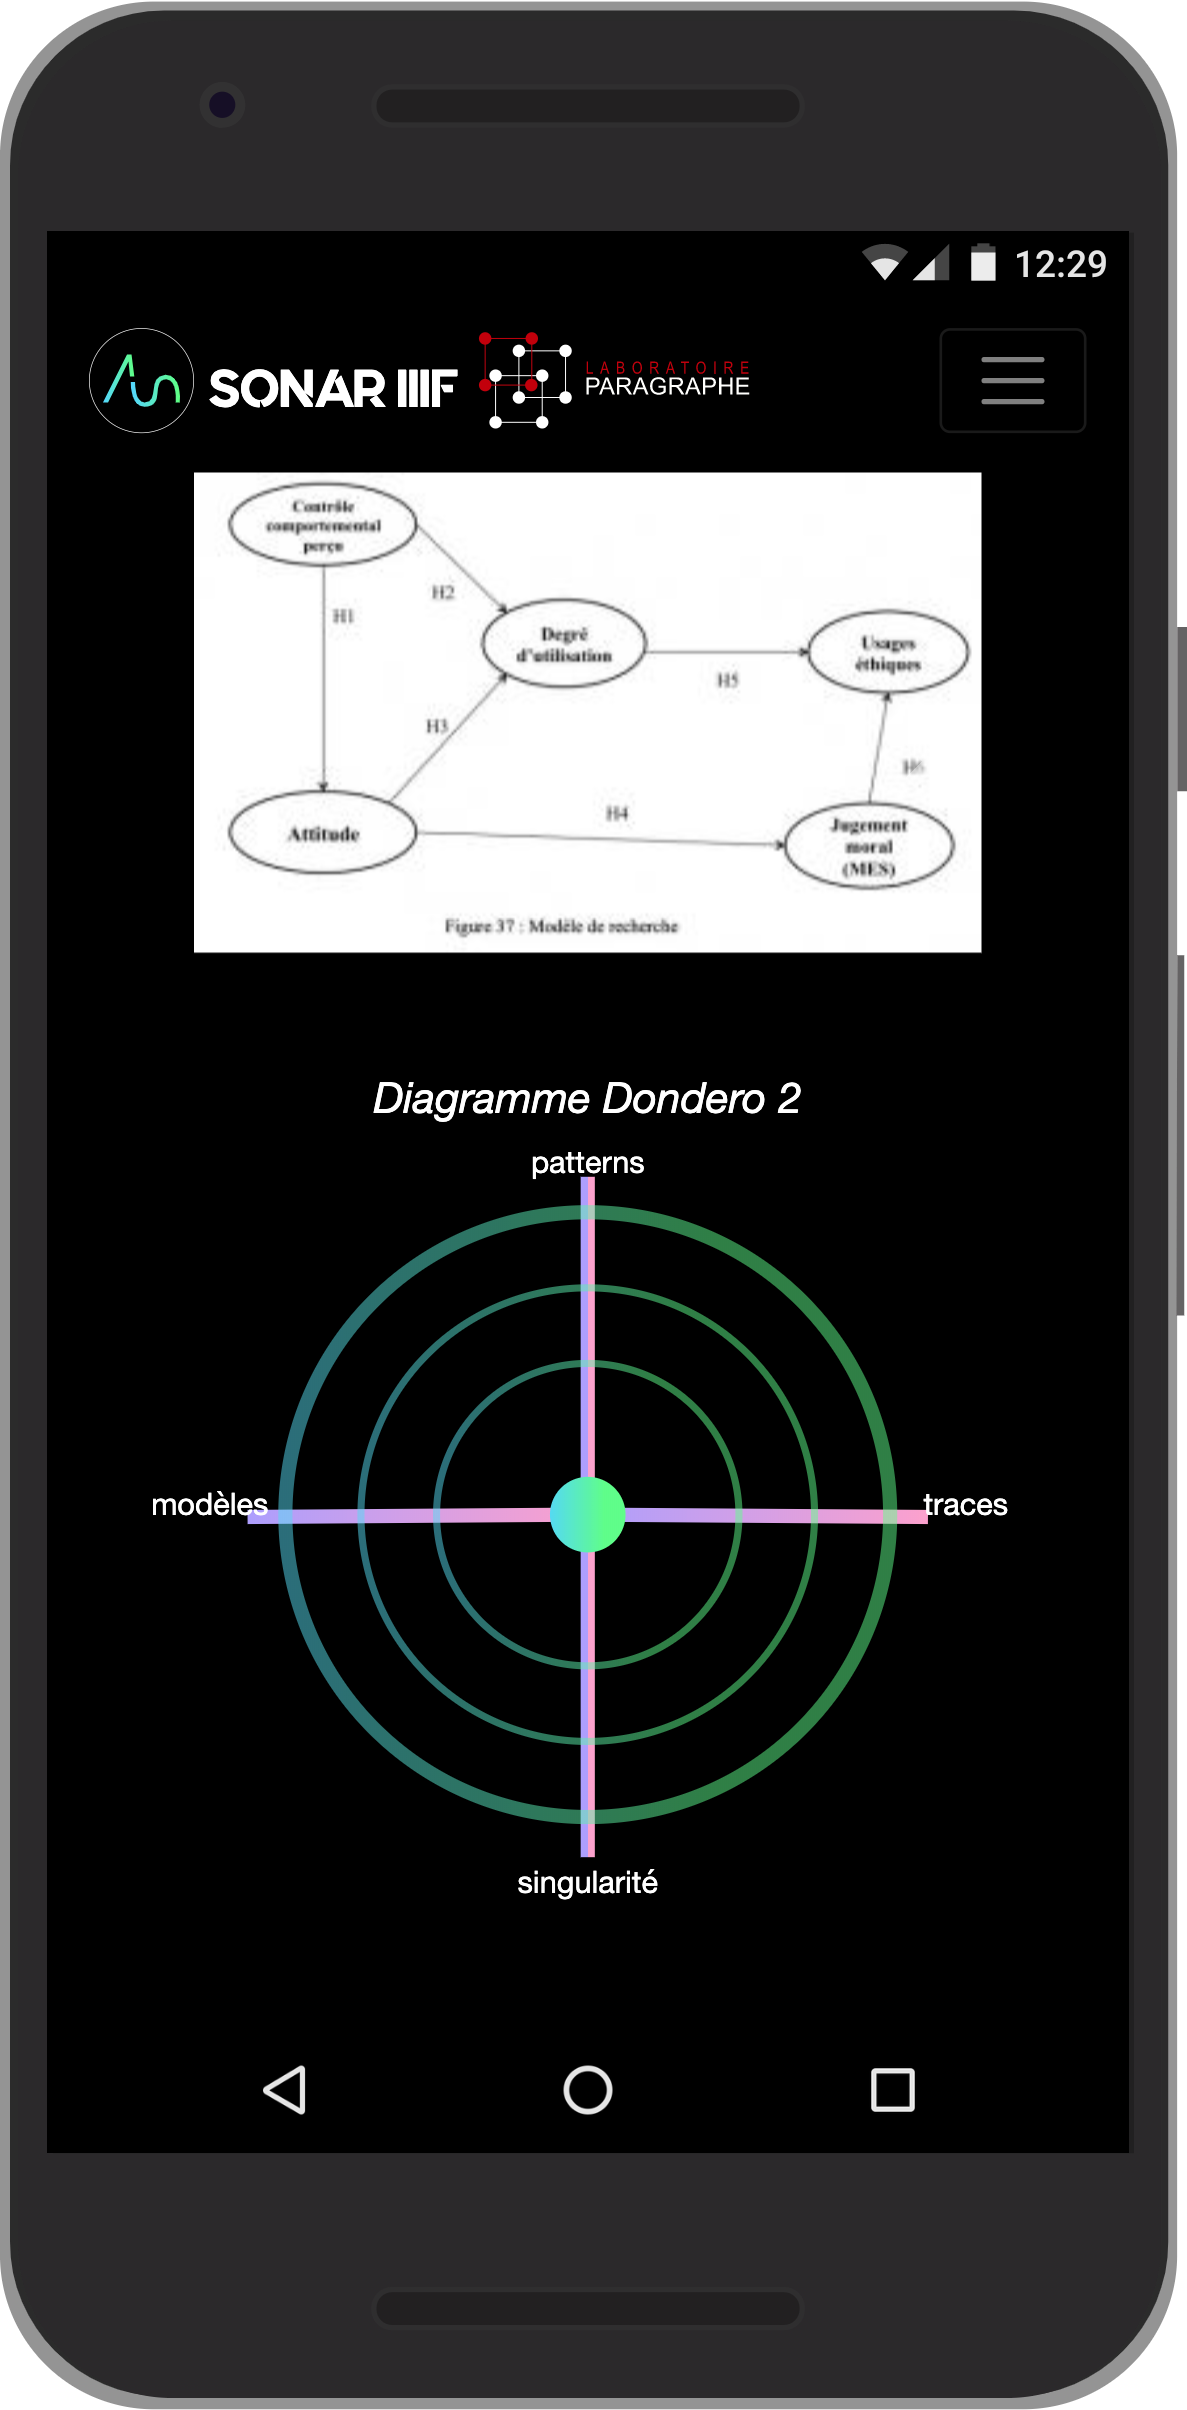 12:29
SONAR IIIF
LABORATOIRE
PARAGRAPHE
Contrôle
comportemental
perçu
H2
H1
Degré
d'utilisation
Usages
éthiques
H5
H3
H6
H4
Attitude
Jugement
moral
(MES)
Figure 37 : Modèle de recherche
Diagramme Dondero 2
patterns
modèles
traces
singularité